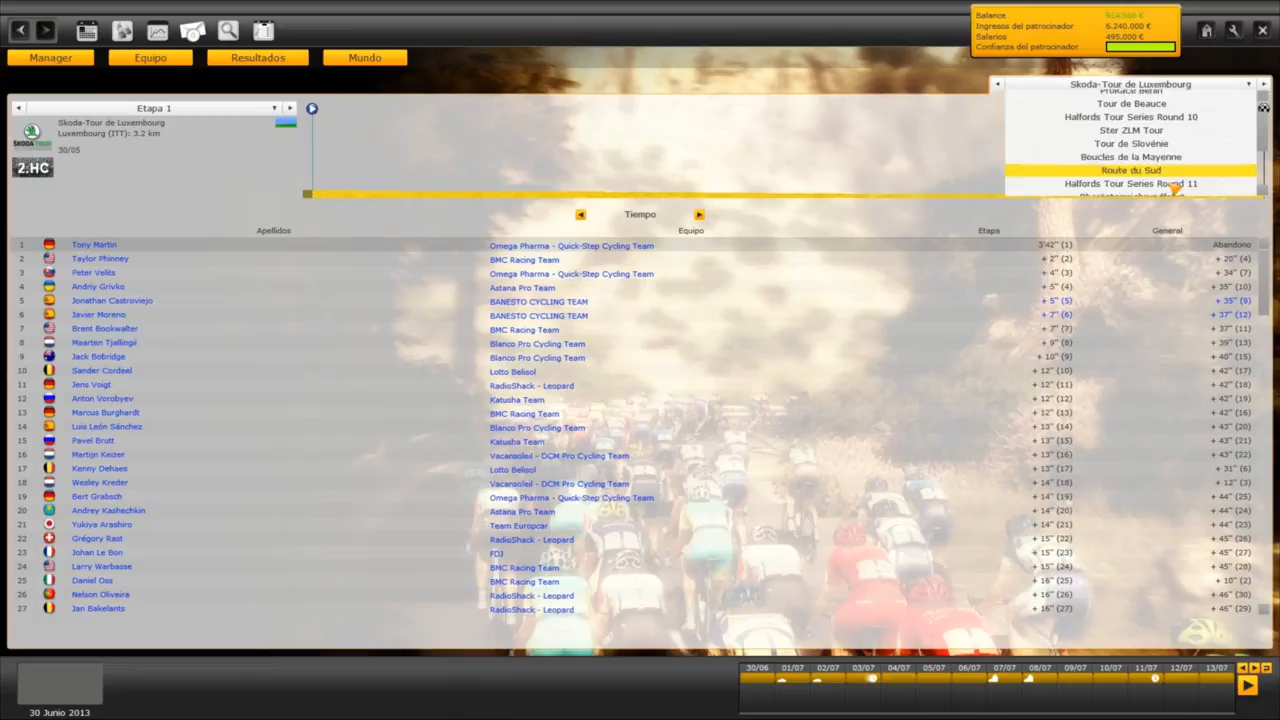 Balance 924.560 €
Ingresos del patrocinador 6.240.000 €
Salarios 495.000 €
Confianza del patrocinador
Manager Equipo Resultados Mundo
Skoda-Tour de Luxembourg
Tour de Beauce
Halfords Tour Series Round 10
Ster ZLM Tour
Tour de Slovénie
Boucles de la Mayenne
Route du Sud
Halfords Tour Series Round 11
Etapa 1
Skoda-Tour de Luxembourg
Luxembourg (ITT): 3.2 km
30/05
2.HC
Tiempo
Apellidos Equipo Etapa General
1 Tony Martin Omega Pharma - Quick-Step Cycling Team 3'42'' (1) Abandono
2 Taylor Phinney BMC Racing Team + 2'' (2) + 20'' (4)
3 Peter Velits Omega Pharma - Quick-Step Cycling Team + 4'' (3) + 34'' (7)
4 Andriy Grivko Astana Pro Team + 5'' (4) + 35'' (10)
5 Jonathan Castroviejo BANESTO CYCLING TEAM + 5'' (5) + 35'' (9)
6 Javier Moreno BANESTO CYCLING TEAM + 7'' (6) + 37'' (12)
7 Brent Bookwalter BMC Racing Team + 7'' (7) + 37'' (11)
8 Maarten Tjallingii Blanco Pro Cycling Team + 9'' (8) + 39'' (13)
9 Jack Bobridge Blanco Pro Cycling Team + 10'' (9) + 40'' (15)
10 Sander Cordeel Lotto Belisol + 12'' (10) + 42'' (17)
11 Jens Voigt RadioShack - Leopard + 12'' (11) + 42'' (18)
12 Anton Vorobyev Katusha Team + 12'' (12) + 42'' (19)
13 Marcus Burghardt BMC Racing Team + 12'' (13) + 42'' (16)
14 Luis León Sánchez Blanco Pro Cycling Team + 13'' (14) + 43'' (20)
15 Pavel Brutt Katusha Team + 13'' (15) + 43'' (21)
16 Martijn Keizer Vacansoleil - DCM Pro Cycling Team + 13'' (16) + 43'' (22)
17 Kenny Dehaes Lotto Belisol + 13'' (17) + 31'' (6)
18 Wesley Kreder Vacansoleil - DCM Pro Cycling Team + 14'' (18) + 12'' (3)
19 Bert Grabsch Omega Pharma - Quick-Step Cycling Team + 14'' (19) + 44'' (25)
20 Andrey Kashechkin Astana Pro Team + 14'' (20) + 44'' (24)
21 Yukiya Arashiro Team Europcar + 14'' (21) + 44'' (23)
22 Grégory Rast RadioShack - Leopard + 15'' (22) + 45'' (26)
23 Johan Le Bon FDJ + 15'' (23) + 45'' (27)
24 Larry Warbasse BMC Racing Team + 15'' (24) + 45'' (28)
25 Daniel Oss BMC Racing Team + 16'' (25) + 10'' (2)
26 Nelson Oliveira RadioShack - Leopard + 16'' (26) + 46'' (30)
27 Jan Bakelants RadioShack - Leopard + 16'' (27) + 46'' (29)
30/06 01/07 02/07 03/07 04/07 05/07 06/07 07/07 08/07 09/07 10/07 11/07 12/07 13/07
30 Junio 2013